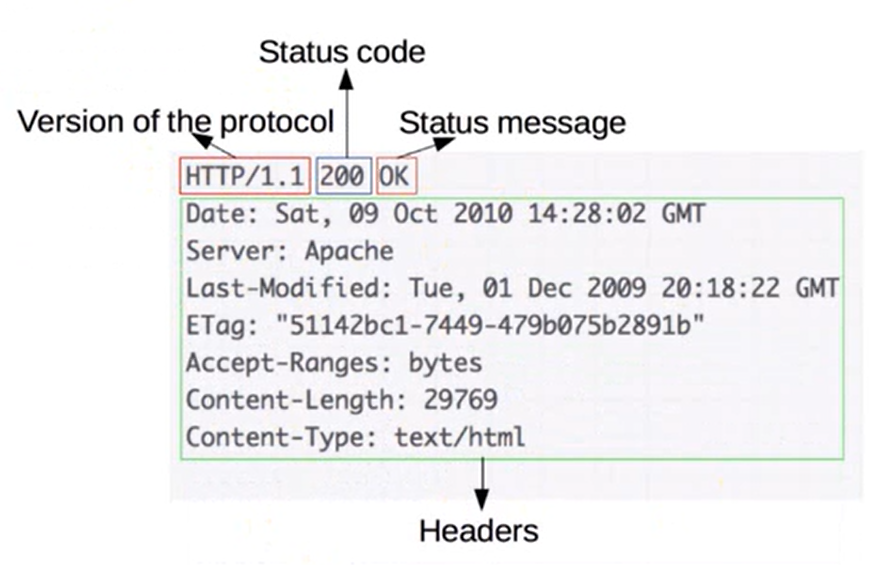 Status code
Version of the protocol
Status message
HTTP/1.1 200 OK
Date: Sat, 09 Oct 2010 14:28:02 GMT
Server: Apache
Last-Modified: Tue, 01 Dec 2009 20:18:22 GMT
ETag: "51142bc1-7449-479b075b2891b"
Accept-Ranges: bytes
Content-Length: 29769
Content-Type: text/html
Headers